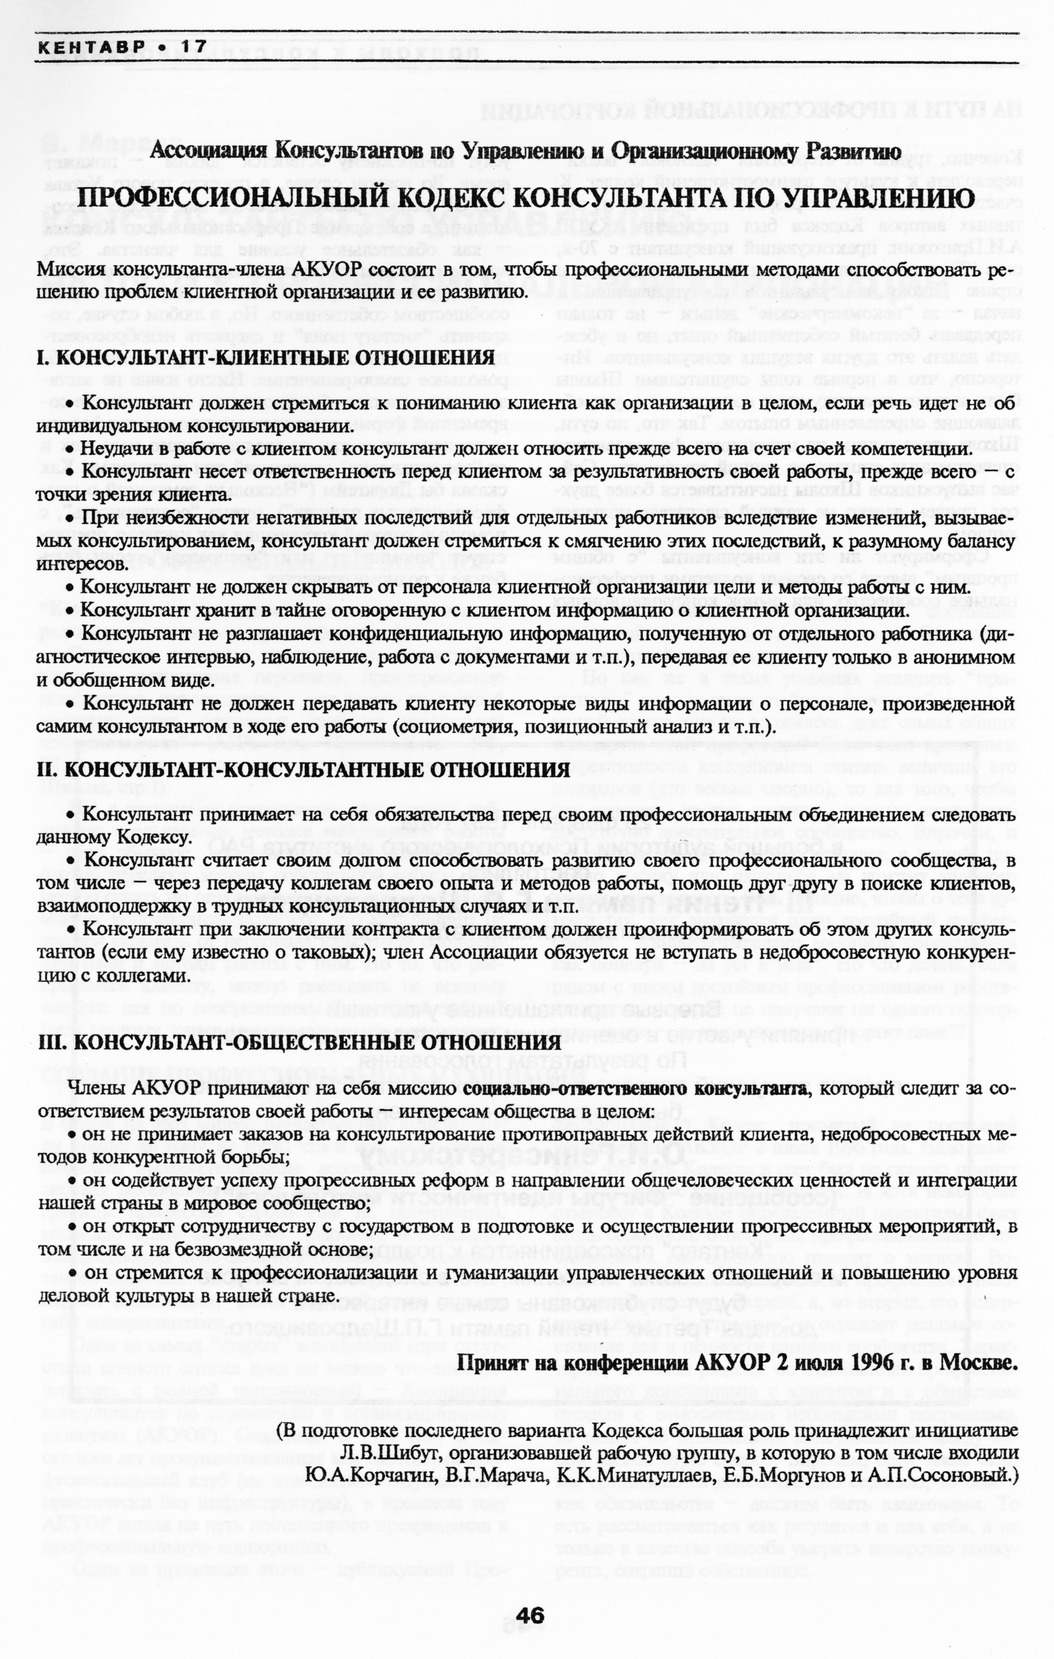 КЕНТАВР • 17
Ассоциация Консультантов по Управлению и Организационному Развитию
ПРОФЕССИОНАЛЬНЫЙ КОДЕКС КОНСУЛЬТАНТА ПО УПРАВЛЕНИЮ
Миссия консультанта-члена АКУОР состоит в том, чтобы профессиональными методами способствовать ре-
шению проблем клиентной организации и ее развитию.
I. КОНСУЛЬТАНТ-КЛИЕНТНЫЕ ОТНОШЕНИЯ
• Консультант должен стремиться к пониманию клиента как организации в целом, если речь идет не об
индивидуальном консультировании.
• Неудачи в работе с клиентом консультант должен относить прежде всего на счет своей компетенции.
• Консультант несет ответственность перед клиентом за результативность своей работы, прежде всего — с
точки зрения клиента.
• При неизбежности негативных последствий для отдельных работников вследствие изменений, вызывае-
мых консультированием, консультант должен стремиться к смягчению этих последствий, к разумному балансу
интересов.
• Консультант не должен скрывать от персонала клиентной организации цели и методы работы с ним.
• Консультант хранит в тайне оговоренную с клиентом информацию о клиентной организации.
• Консультант не разглашает конфиденциальную информацию, полученную от отдельного работника (ди-
агностическое интервью, наблюдение, работа с документами и т.п.), передавая ее клиенту только в анонимном
и обобщенном виде.
• Консультант не должен передавать клиенту некоторые виды информации о персонале, произведенной
самим консультантом в ходе его работы (социометрия, позиционный анализ и т.п.).
II. КОНСУЛЬТАНТ-КОНСУЛЬТАНТНЫЕ ОТНОШЕНИЯ
• Консультант принимает на себя обязательства перед своим профессиональным объединением следовать
данному Кодексу.
• Консультант считает своим долгом способствовать развитию своего профессионального сообщества, в
том числе — через передачу коллегам своего опыта и методов работы, помощь друг другу в поиске клиентов,
взаимоподдержку в трудных консультационных случаях и т.п.
• Консультант при заключении контракта с клиентом должен проинформировать об этом других консуль-
тантов (если ему известно о таковых); член Ассоциации обязуется не вступать в недобросовестную конкурен-
цию с коллегами.
III. КОНСУЛЬТАНТ-ОБЩЕСТВЕННЫЕ ОТНОШЕНИЯ
Члены АКУОР принимают на себя миссию социально-ответственного консультанта, который следит за со-
ответствием результатов своей работы — интересам общества в целом:
• он не принимает заказов на консультирование противоправных действий клиента, недобросовестных ме-
тодов конкурентной борьбы;
• он содействует успеху прогрессивных реформ в направлении общечеловеческих ценностей и интеграции
нашей страны в мировое сообщество;
• он открыт сотрудничеству с государством в подготовке и осуществлении прогрессивных мероприятий, в
том числе и на безвозмездной основе;
• он стремится к профессионализации и гуманизации управленческих отношений и повышению уровня
деловой культуры в нашей стране.
Принят на конференции АКУОР 2 июля 1996 г. в Москве.
(В подготовке последнего варианта Кодекса большая роль принадлежит инициативе
Л.В.Шибут, организовавшей рабочую группу, в которую в том числе входили
Ю.А.Корчагин, В.Г.Марача, К.К.Минатуллаев, Е.Б.Моргунов и А.П.Сосоновый.)
46